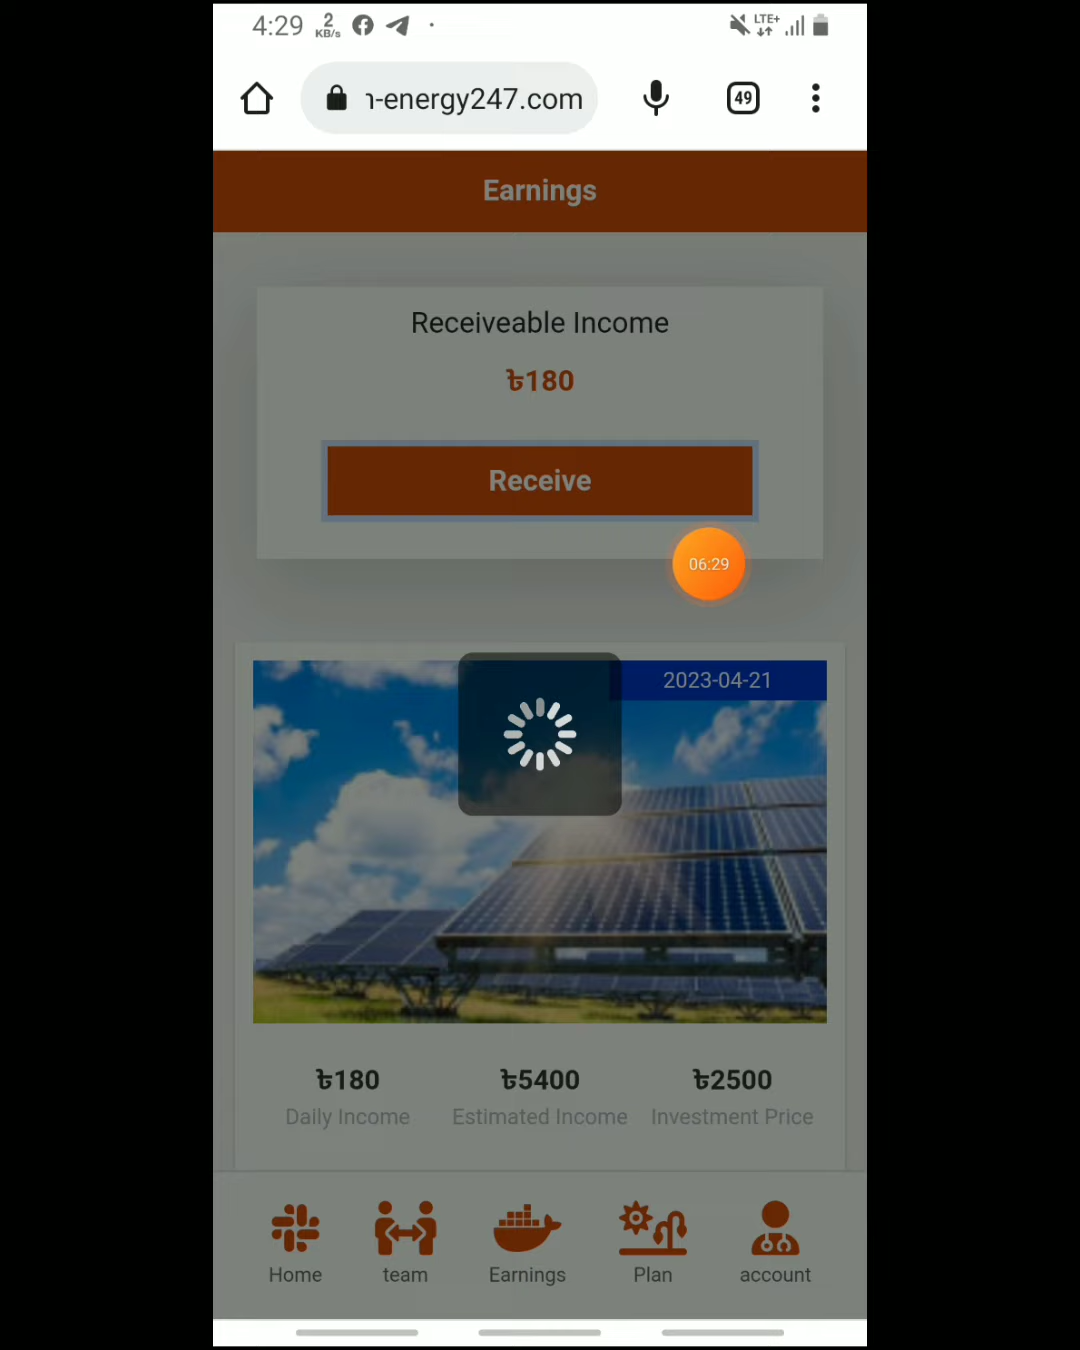 4:29 2 KB/s LTE+
-energy247.com 49
Earnings
Receiveable Income
৳180
Receive
06:29
2023-04-21
৳180 ৳5400 ৳2500
Daily Income Estimated Income Investment Price
Home team Earnings Plan account